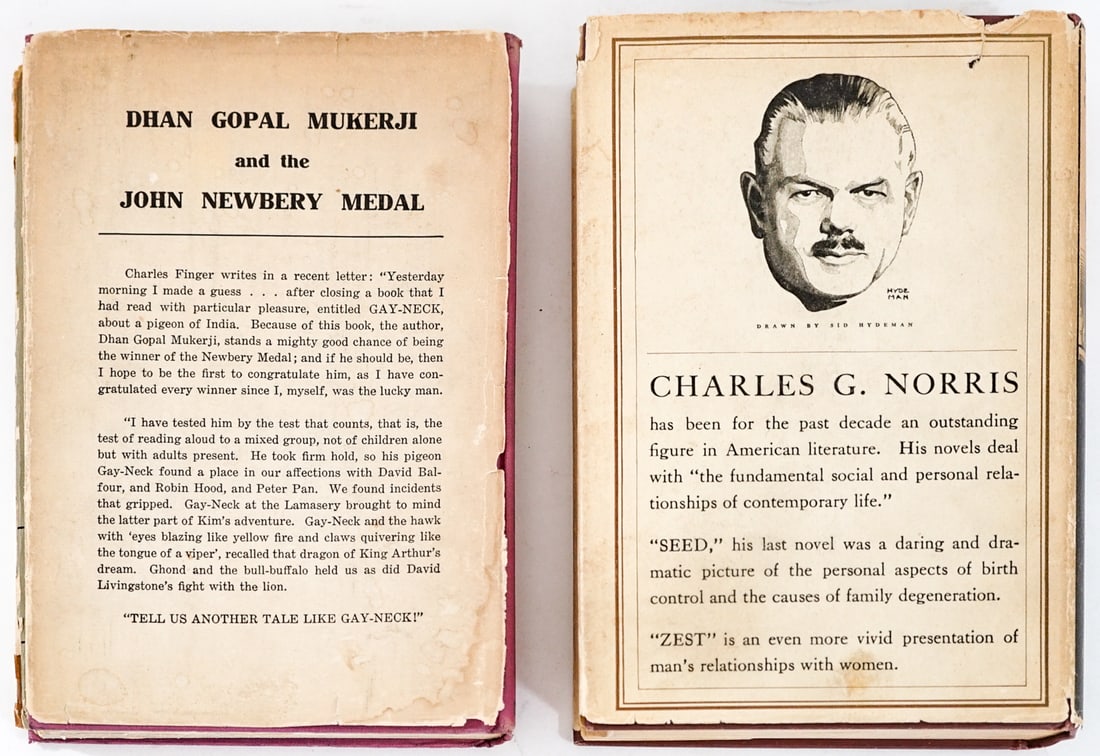 DHAN GOPAL MUKERJI
and the
JOHN NEWBERY MEDAL
Charles Finger writes in a recent letter: "Yesterday
morning I made a guess . . . after closing a book that I
had read with particular pleasure, entitled GAY-NECK,
about a pigeon of India. Because of this book, the author,
Dhan Gopal Mukerji, stands a mighty good chance of being
the winner of the Newbery Medal; and if he should be, then
I hope to be the first to congratulate him, as I have con-
gratulated every winner since I, myself, was the lucky man.
"I have tested him by the test that counts, that is, the
test of reading aloud to a mixed group, not of children alone
but with adults present. He took firm hold, so his pigeon
Gay-Neck found a place in our affections with David Bal-
four, and Robin Hood, and Peter Pan. We found incidents
that gripped. Gay-Neck at the Lamasery brought to mind
the latter part of Kim's adventure. Gay-Neck and the hawk
with 'eyes blazing like yellow fire and claws quivering like
the tongue of a viper', recalled that dragon of King Arthur's
dream. Ghond and the bull-buffalo held us as did David
Livingstone's fight with the lion.
"TELL US ANOTHER TALE LIKE GAY-NECK!"
HYDE
MAN
DRAWN BY SID HYDEMAN
CHARLES G. NORRIS
has been for the past decade an outstanding
figure in American literature. His novels deal
with "the fundamental social and personal rela-
tionships of contemporary life."
"SEED," his last novel was a daring and dra-
matic picture of the personal aspects of birth
control and the causes of family degeneration.
"ZEST" is an even more vivid presentation of
man's relationships with women.